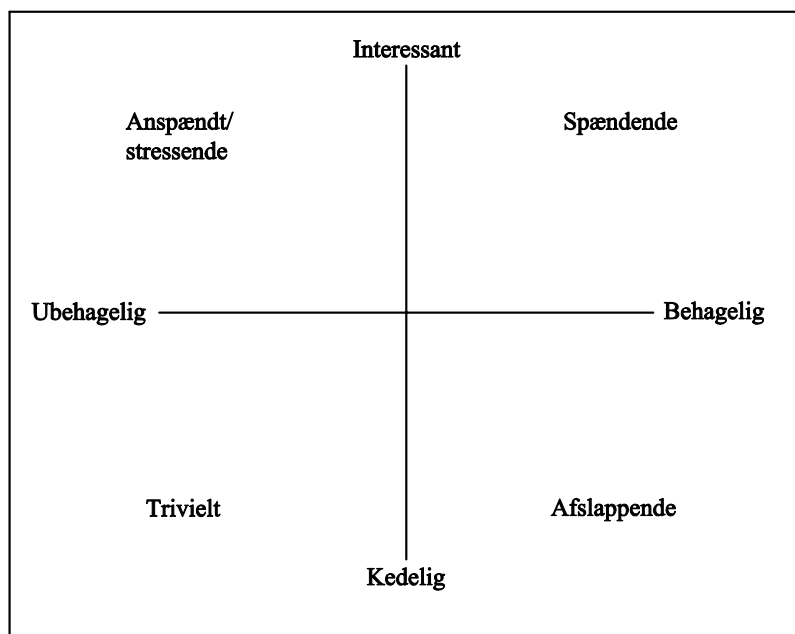 Interessant
Anspændt/
stressende
Spændende
Ubehagelig
Behagelig
Trivielt
Afslappende
Kedelig